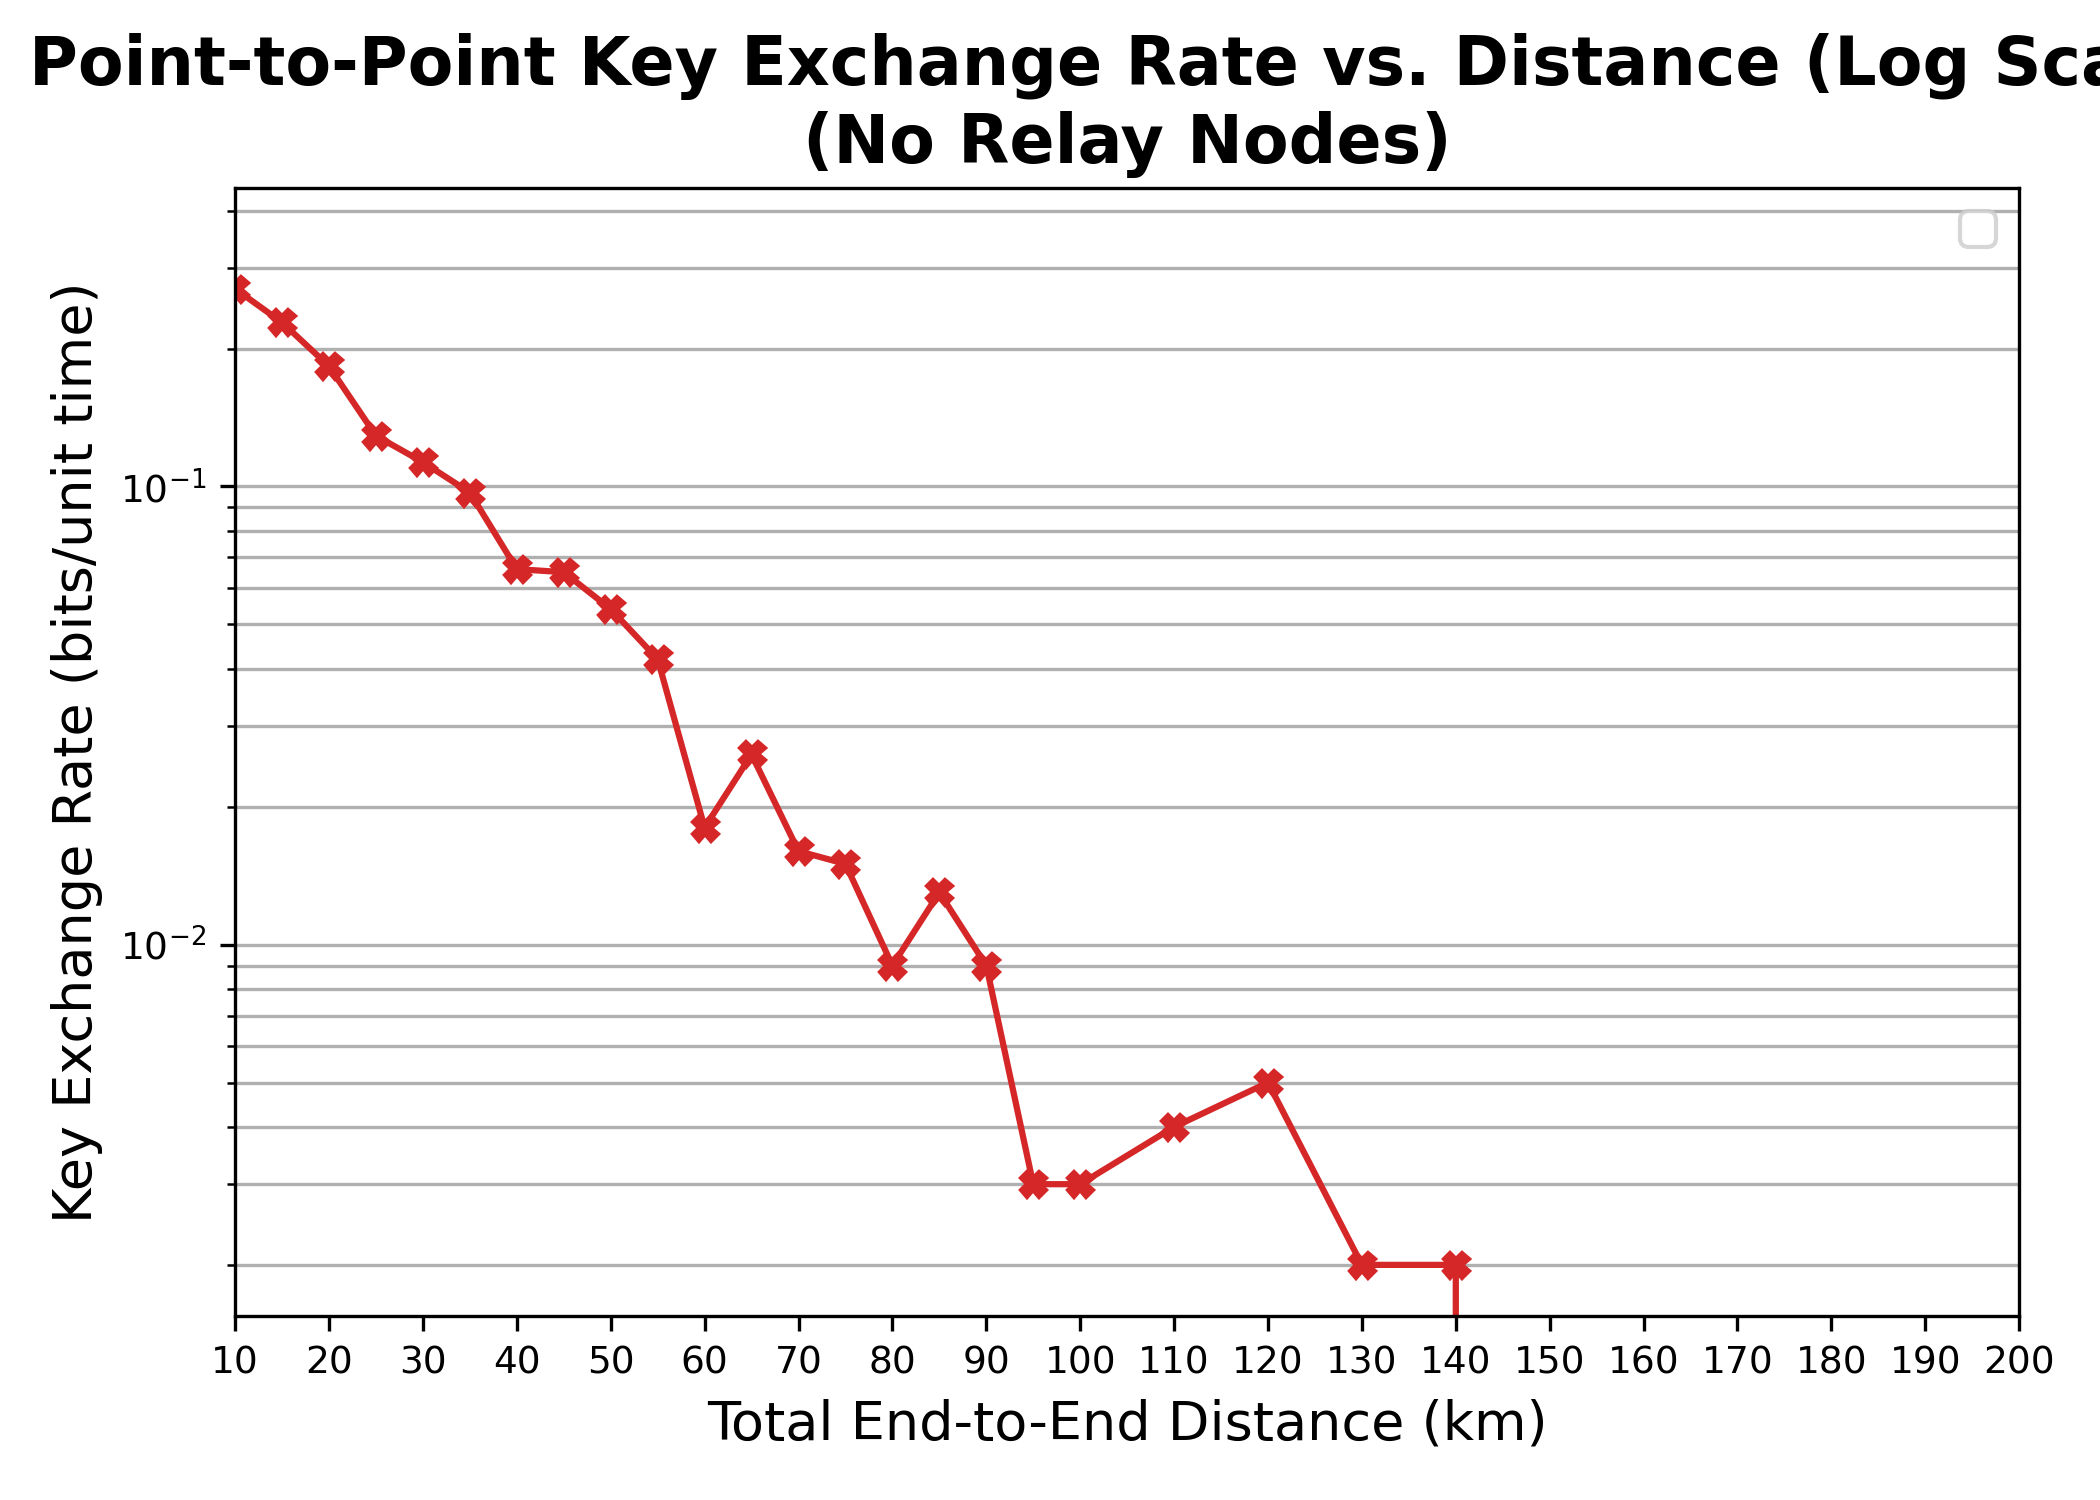 Point-to-Point Key Exchange Rate vs. Distance (Log Sca
(No Relay Nodes)
Key Exchange Rate (bits/unit time)
10⁻¹
10⁻²
10 20 30 40 50 60 70 80 90 100 110 120 130 140 150 160 170 180 190 200
Total End-to-End Distance (km)